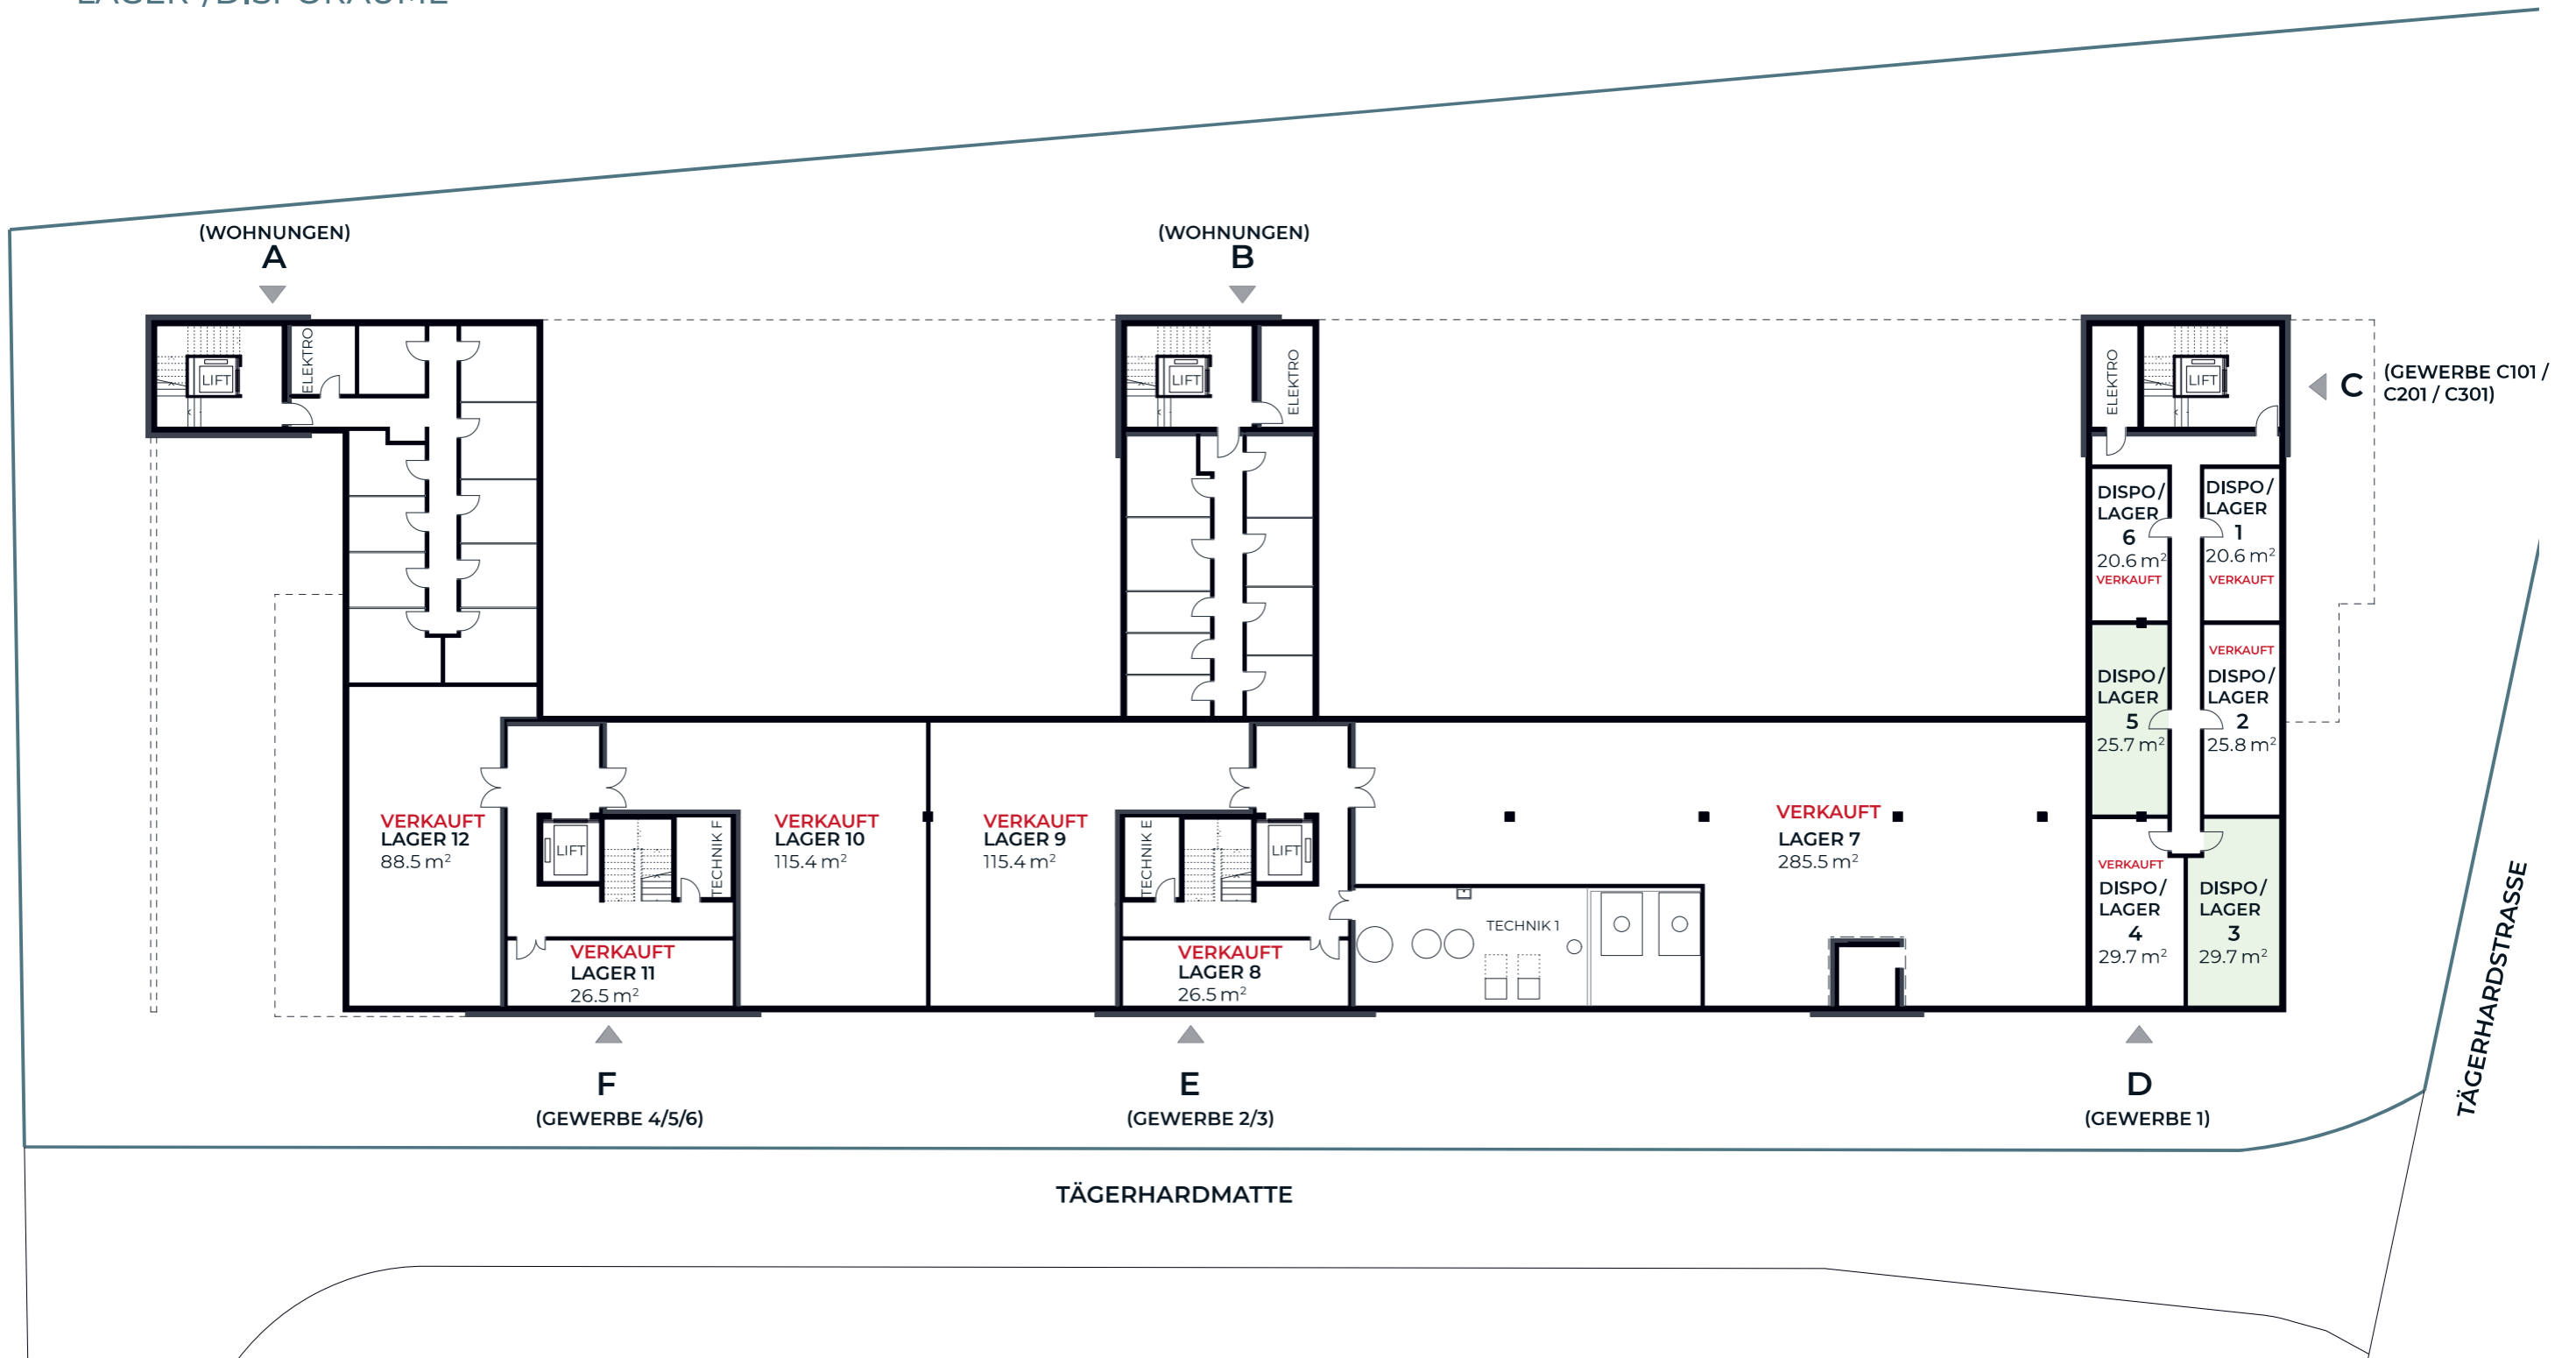 LAGER-/DISPORÄUME
(WOHNUNGEN)
A
(WOHNUNGEN)
B
LIFT
ELEKTRO
LIFT
ELEKTRO
ELEKTRO
LIFT
C
(GEWERBE C101 /
C201 / C301)
DISPO/
LAGER
6
20.6 m²
VERKAUFT
DISPO/
LAGER
1
20.6 m²
VERKAUFT
DISPO/
LAGER
5
25.7 m²
VERKAUFT
DISPO/
LAGER
2
25.8 m²
VERKAUFT
LAGER 12
88.5 m²
LIFT
TECHNIK F
VERKAUFT
LAGER 10
115.4 m²
VERKAUFT
LAGER 9
115.4 m²
TECHNIK E
LIFT
VERKAUFT
LAGER 7
285.5 m²
VERKAUFT
DISPO/
LAGER
4
29.7 m²
DISPO/
LAGER
3
29.7 m²
VERKAUFT
LAGER 11
26.5 m²
VERKAUFT
LAGER 8
26.5 m²
TECHNIK 1
TÄGERHARDSTRASSE
F
(GEWERBE 4/5/6)
E
(GEWERBE 2/3)
D
(GEWERBE 1)
TÄGERHARDMATTE